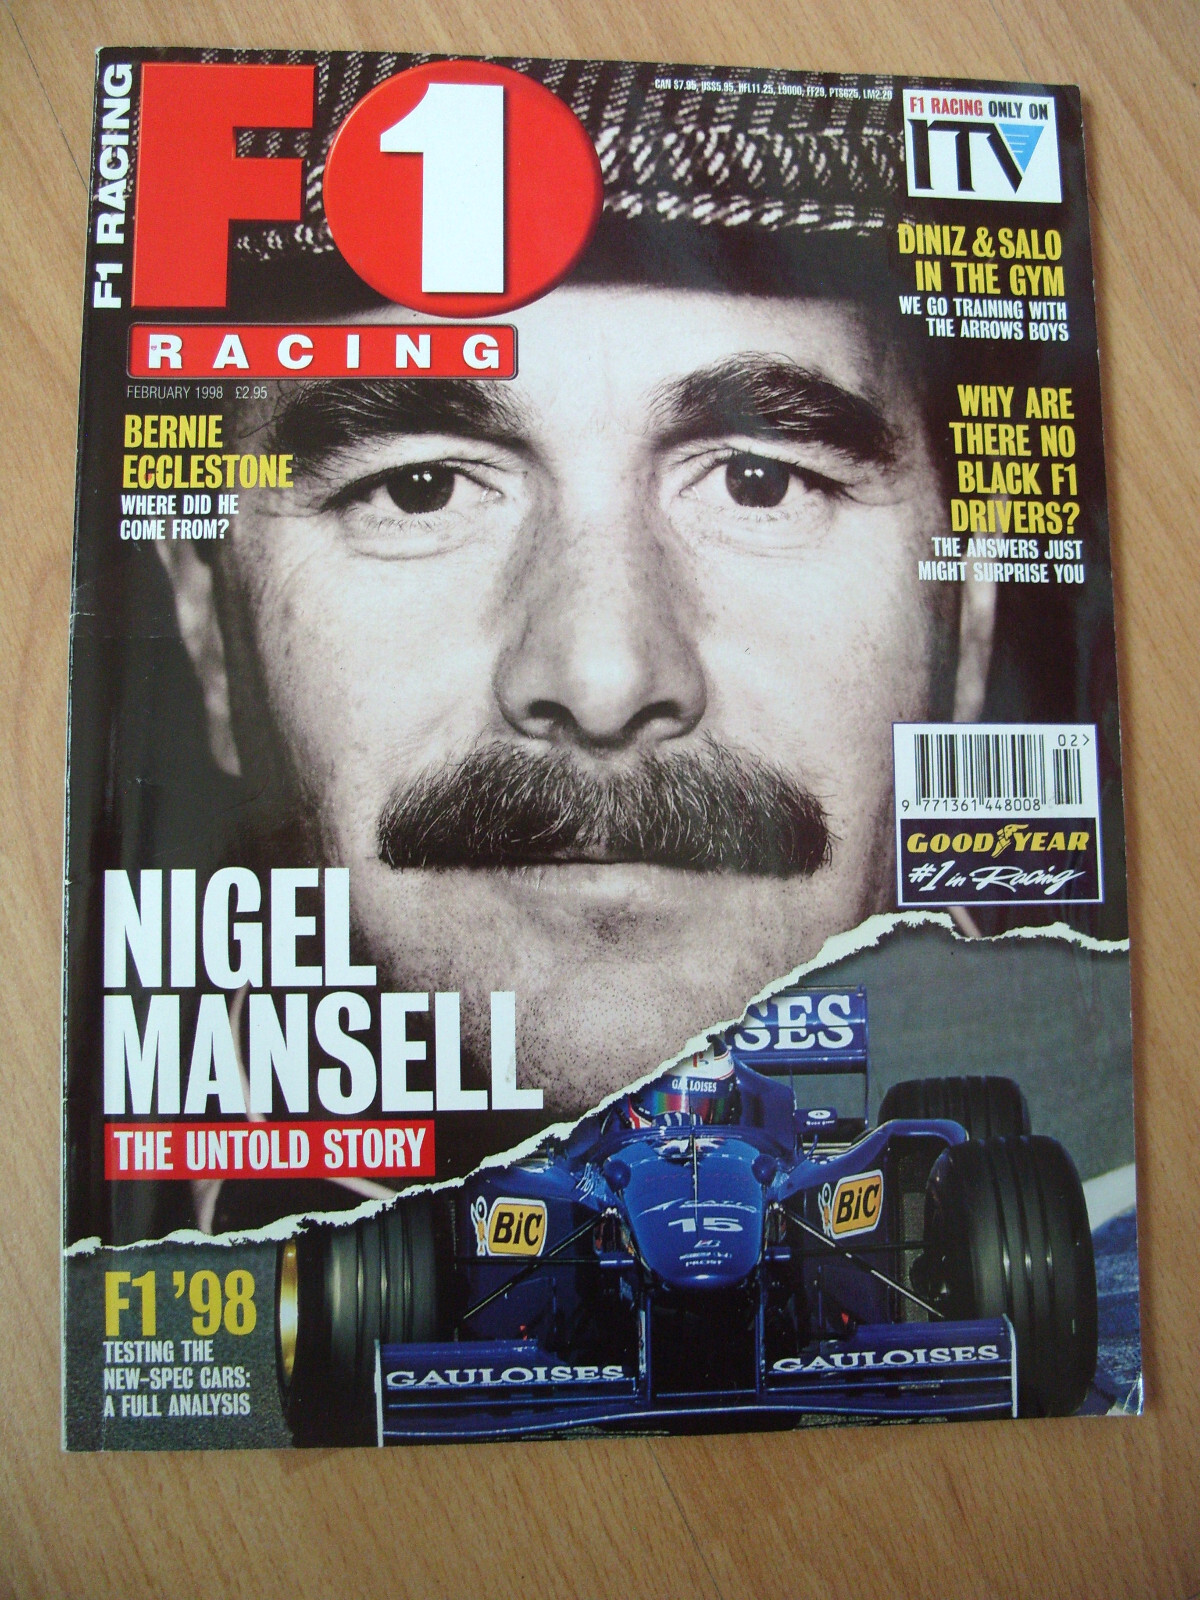 F1 RACING
F1
RACING
FEBRUARY 1998 £2.95
CAN $7.95, US$5.95, HFL11.25, L9000, FF29, PTS625, LM2.20
F1 RACING ONLY ON
ITV
DINIZ & SALO
IN THE GYM
WE GO TRAINING WITH
THE ARROWS BOYS
BERNIE
ECCLESTONE
WHERE DID HE
COME FROM?
WHY ARE
THERE NO
BLACK F1
DRIVERS?
THE ANSWERS JUST
MIGHT SURPRISE YOU
02>
9 771361 448008
GOODYEAR
#1 in Racing
NIGEL
MANSELL
THE UNTOLD STORY
SES
GAULOISES
BiC
BiC
15
PROST
F1 '98
TESTING THE
NEW-SPEC CARS:
A FULL ANALYSIS
GAULOISES
GAULOISES